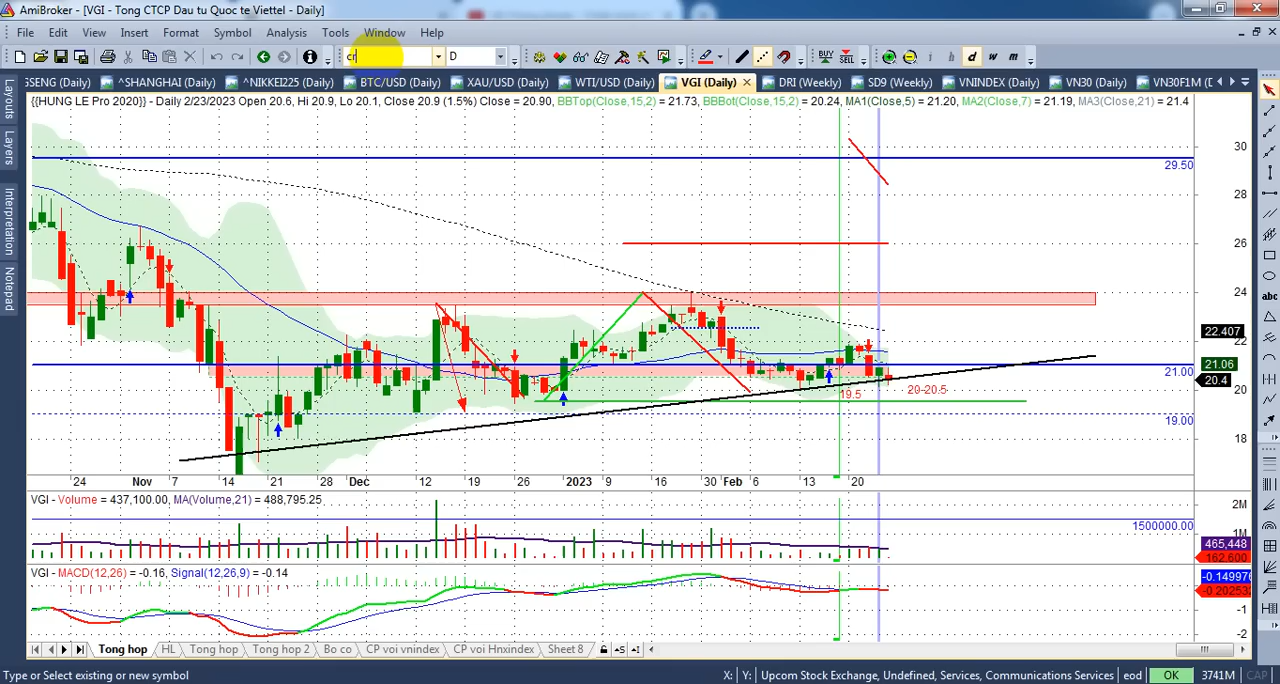 AmiBroker - [VGI - Tong CTCP Dau tu Quoc te Viettel - Daily]
File Edit View Insert Format Symbol Analysis Tools Window Help
cr D BUY SELL i h d w m
SENG (Daily) ^SHANGHAI (Daily) ^NIKKEI225 (Daily) BTC/USD (Daily) XAU/USD (Daily) WTI/USD (Daily) VGI (Daily) DRI (Weekly) SD9 (Weekly) VNINDEX (Daily) VN30 (Daily) VN30F1M (D
Layouts
Layers
Interpretation
Notepad
{{HUNG LE Pro 2020}} - Daily 2/23/2023 Open 20.6, Hi 20.9, Lo 20.1, Close 20.9 (1.5%) Close = 20.90, BBTop(Close,15,2) = 21.73, BBBot(Close,15,2) = 20.24, MA1(Close,5) = 21.20, MA2(Close,7) = 21.19, MA3(Close,21) = 21.4
30
29.50
28
26
24
22.407
22
21.06
21.00
20.4
20
20-20.5
19.5
19.00
18
24 Nov 7 14 21 28 Dec 12 19 26 2023 9 16 30 Feb 6 13 20
VGI - Volume = 437,100.00, MA(Volume,21) = 488,795.25
2M
1500000.00
1M
465,448
162,600
VGI - MACD(12,26) = -0.16, Signal(12,26,9) = -0.14
-0.149976
-0.202532
-1
-2
Tong hop HL Tong hop Tong hop 2 Bo co CP voi vnindex CP voi Hnxindex Sheet 8
abc
Type or Select existing or new symbol X: Y: Upcom Stock Exchange, Undefined, Services, Communications Services eod OK 3741M CAP